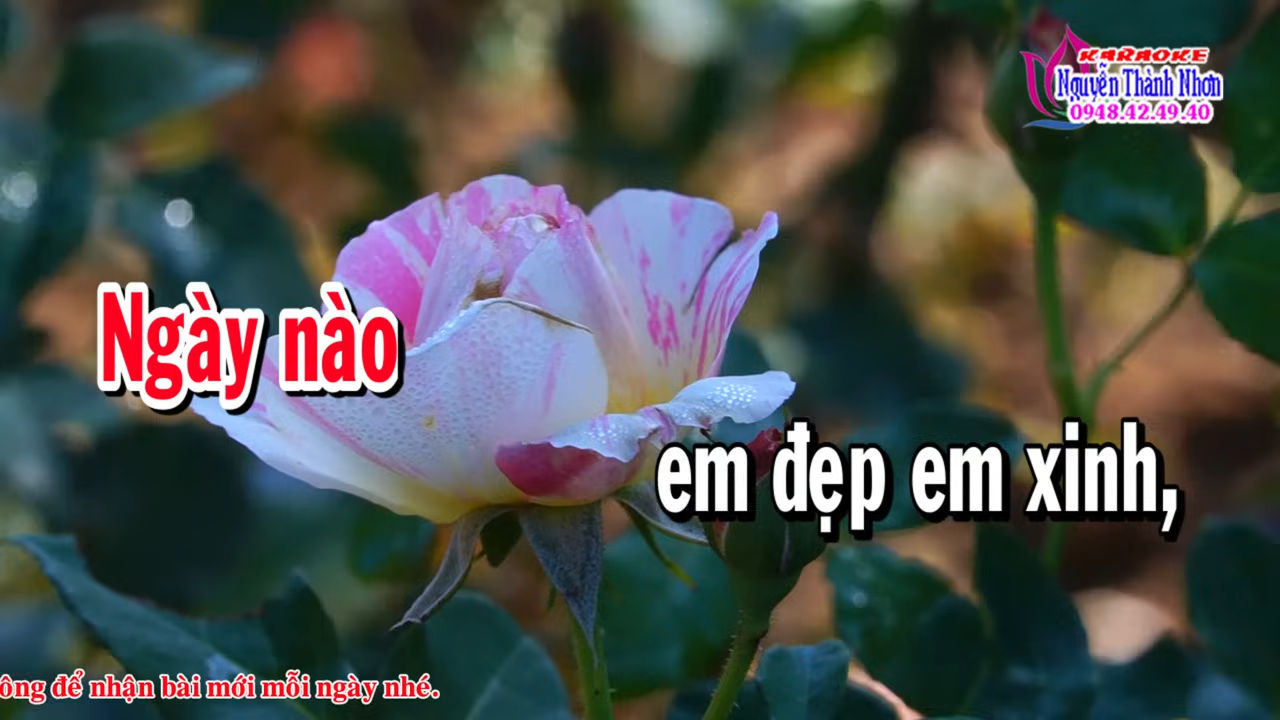 KARAOKE
Nguyễn Thành Nhơn
0948.42.49.40
Ngày nào
em đẹp em xinh,
ông để nhận bài mới mỗi ngày nhé.